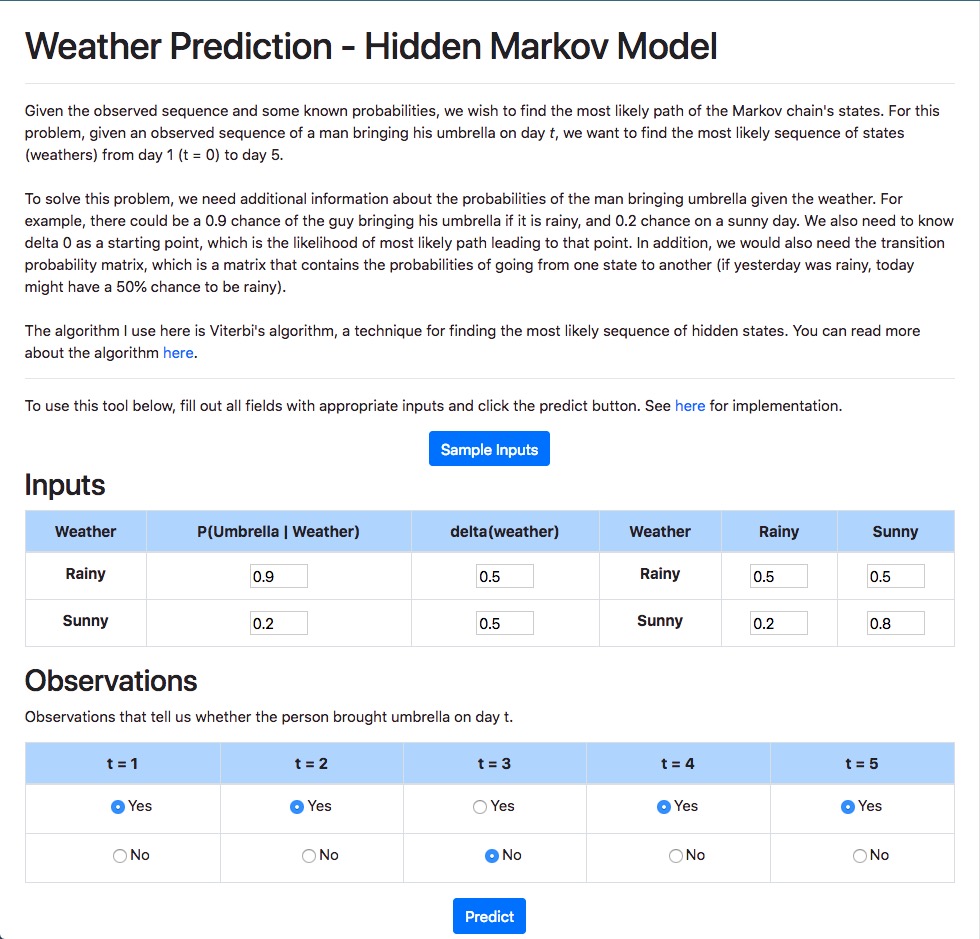 Weather Prediction - Hidden Markov Model
Given the observed sequence and some known probabilities, we wish to find the most likely path of the Markov chain's states. For this
problem, given an observed sequence of a man bringing his umbrella on day t, we want to find the most likely sequence of states
(weathers) from day 1 (t = 0) to day 5.
To solve this problem, we need additional information about the probabilities of the man bringing umbrella given the weather. For
example, there could be a 0.9 chance of the guy bringing his umbrella if it is rainy, and 0.2 chance on a sunny day. We also need to know
delta 0 as a starting point, which is the likelihood of most likely path leading to that point. In addition, we would also need the transition
probability matrix, which is a matrix that contains the probabilities of going from one state to another (if yesterday was rainy, today
might have a 50% chance to be rainy).
The algorithm I use here is Viterbi's algorithm, a technique for finding the most likely sequence of hidden states. You can read more
about the algorithm here.
To use this tool below, fill out all fields with appropriate inputs and click the predict button. See here for implementation.
Sample Inputs
Inputs
Weather P(Umbrella | Weather) delta(weather) Weather Rainy Sunny
Rainy 0.9 0.5 Rainy 0.5 0.5
Sunny 0.2 0.5 Sunny 0.2 0.8
Observations
Observations that tell us whether the person brought umbrella on day t.
t = 1 t = 2 t = 3 t = 4 t = 5
Yes Yes Yes Yes Yes
No No No No No
Predict